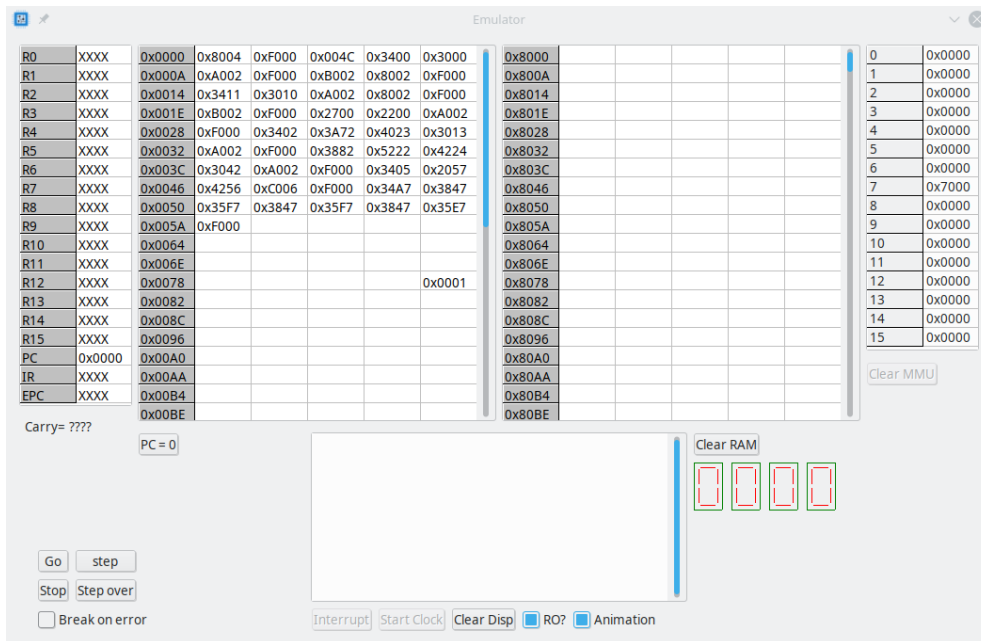 Emulator
R0 XXXX 0x0000 0x8004 0xF000 0x004C 0x3400 0x3000 0x8000 0 0x0000
R1 XXXX 0x000A 0xA002 0xF000 0xB002 0x8002 0xF000 0x800A 1 0x0000
R2 XXXX 0x0014 0x3411 0x3010 0xA002 0x8002 0xF000 0x8014 2 0x0000
R3 XXXX 0x001E 0xB002 0xF000 0x2700 0x2200 0xA002 0x801E 3 0x0000
R4 XXXX 0x0028 0xF000 0x3402 0x3A72 0x4023 0x3013 0x8028 4 0x0000
R5 XXXX 0x0032 0xA002 0xF000 0x3882 0x5222 0x4224 0x8032 5 0x0000
R6 XXXX 0x003C 0x3042 0xA002 0xF000 0x3405 0x2057 0x803C 6 0x0000
R7 XXXX 0x0046 0x4256 0xC006 0xF000 0x34A7 0x3847 0x8046 7 0x7000
R8 XXXX 0x0050 0x35F7 0x3847 0x35F7 0x3847 0x35E7 0x8050 8 0x0000
R9 XXXX 0x005A 0xF000 0x805A 9 0x0000
R10 XXXX 0x0064 0x8064 10 0x0000
R11 XXXX 0x006E 0x806E 11 0x0000
R12 XXXX 0x0078 0x0001 0x8078 12 0x0000
R13 XXXX 0x0082 0x8082 13 0x0000
R14 XXXX 0x008C 0x808C 14 0x0000
R15 XXXX 0x0096 0x8096 15 0x0000
PC 0x0000 0x00A0 0x80A0
IR XXXX 0x00AA 0x80AA Clear MMU
EPC XXXX 0x00B4 0x80B4
0x00BE 0x80BE
Carry= ????
PC = 0 Clear RAM
0000
Go step
Stop Step over
Break on error Interrupt Start Clock Clear Disp RO? Animation